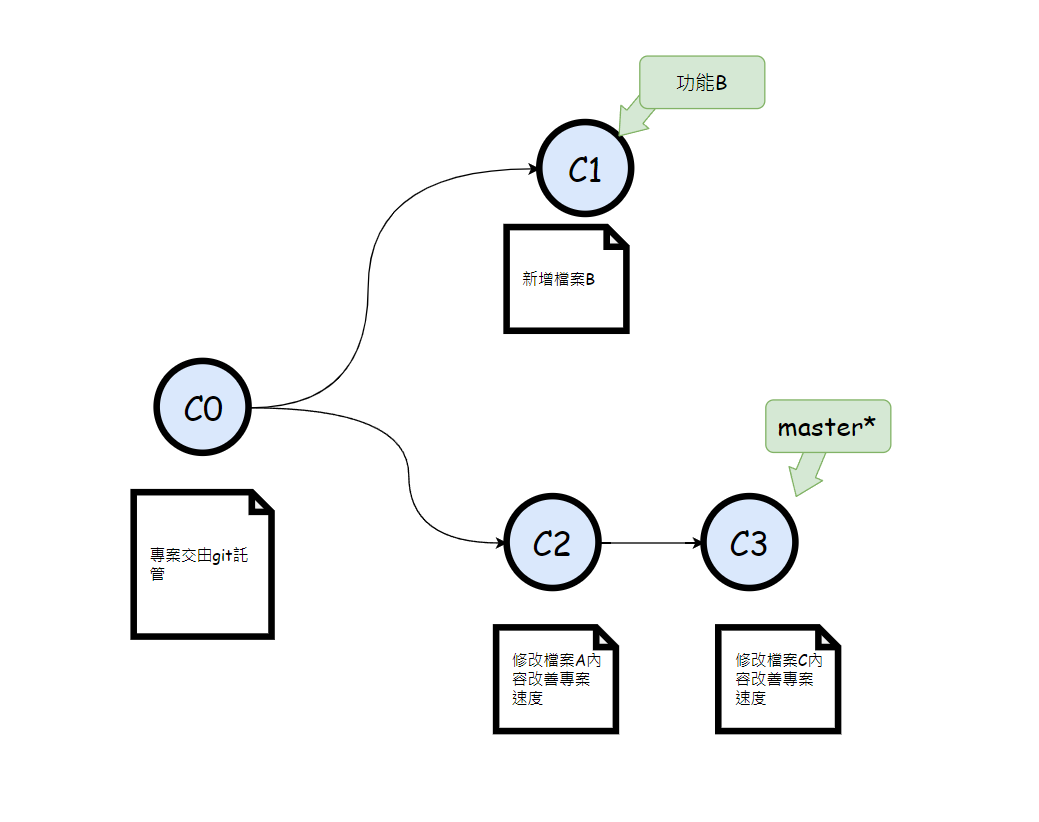 功能B
C1
新增檔案B
C0
master*
專案交由git託
管
C2
C3
修改檔案A內
容改善專案
速度
修改檔案C內
容改善專案
速度